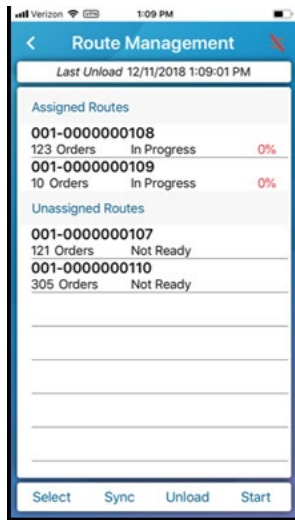 Verizon VPN 1:09 PM
Route Management
Last Unload 12/11/2018 1:09:01 PM
Assigned Routes
001-0000000108
123 Orders In Progress 0%
001-0000000109
10 Orders In Progress 0%
Unassigned Routes
001-0000000107
121 Orders Not Ready
001-0000000110
305 Orders Not Ready
Select Sync Unload Start